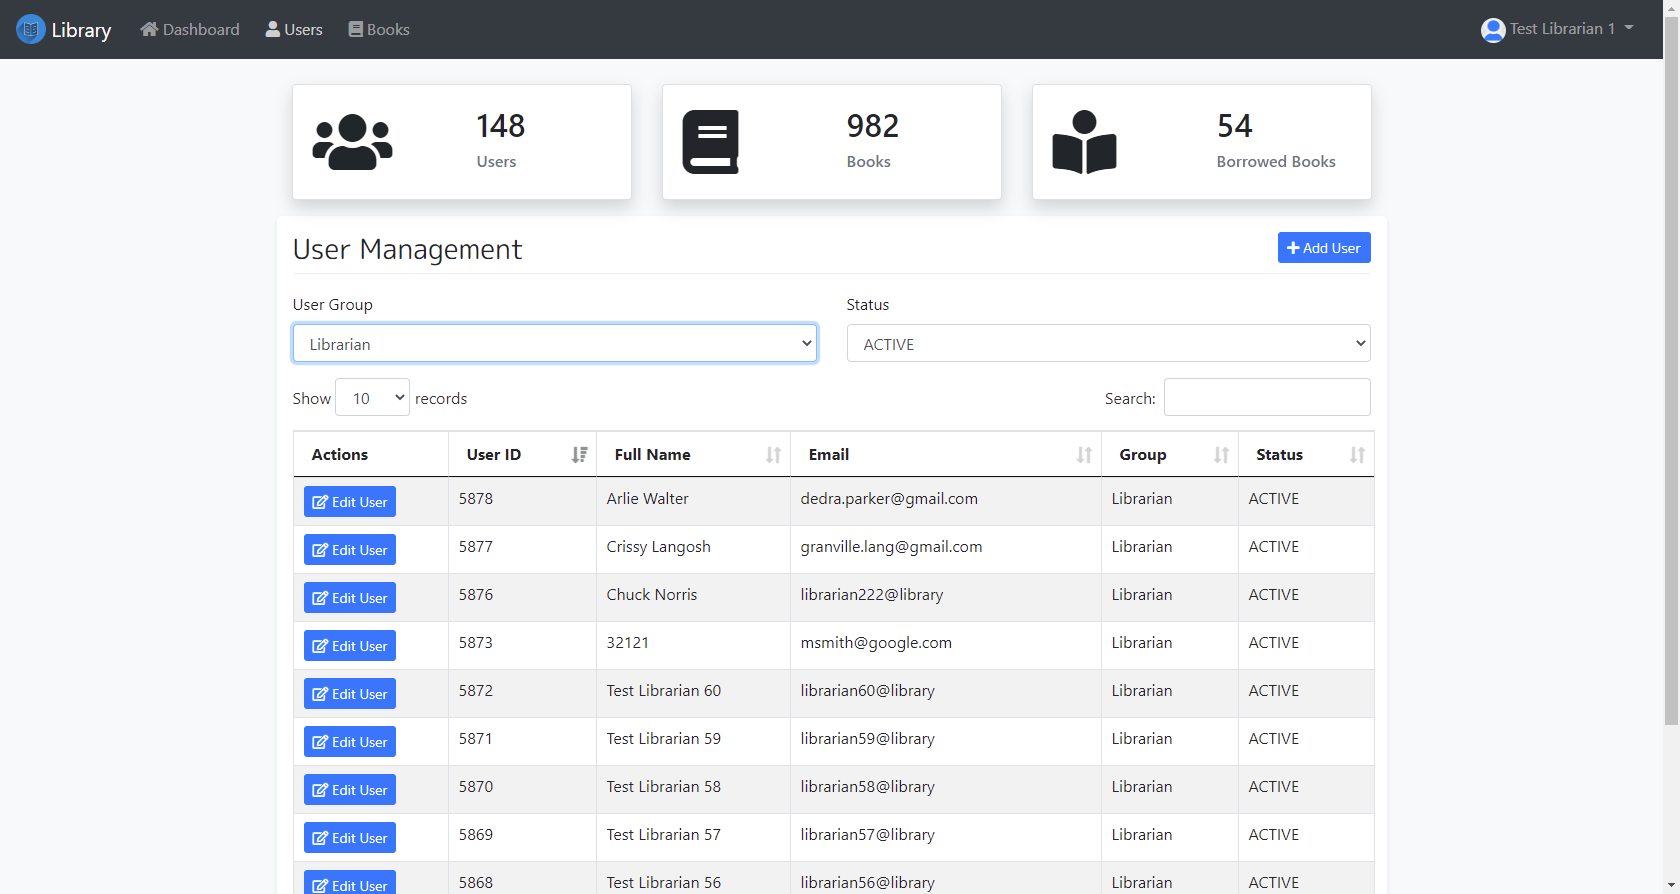 Library Dashboard Users Books Test Librarian 1
148
Users
982
Books
54
Borrowed Books
User Management Add User
User Group Status
Librarian ACTIVE
Show 10 records Search:
Actions User ID Full Name Email Group Status
Edit User 5878 Arlie Walter dedra.parker@gmail.com Librarian ACTIVE
Edit User 5877 Crissy Langosh granville.lang@gmail.com Librarian ACTIVE
Edit User 5876 Chuck Norris librarian222@library Librarian ACTIVE
Edit User 5873 32121 msmith@google.com Librarian ACTIVE
Edit User 5872 Test Librarian 60 librarian60@library Librarian ACTIVE
Edit User 5871 Test Librarian 59 librarian59@library Librarian ACTIVE
Edit User 5870 Test Librarian 58 librarian58@library Librarian ACTIVE
Edit User 5869 Test Librarian 57 librarian57@library Librarian ACTIVE
Edit User 5868 Test Librarian 56 librarian56@library Librarian ACTIVE